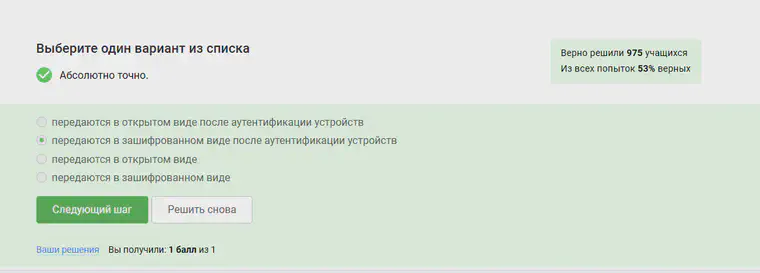 Выберите один вариант из списка
Абсолютно точно.
Верно решили 975 учащихся
Из всех попыток 53% верных
передаются в открытом виде после аутентификации устройств
передаются в зашифрованном виде после аутентификации устройств
передаются в открытом виде
передаются в зашифрованном виде
Следующий шаг Решить снова
Ваши решения Вы получили: 1 балл из 1